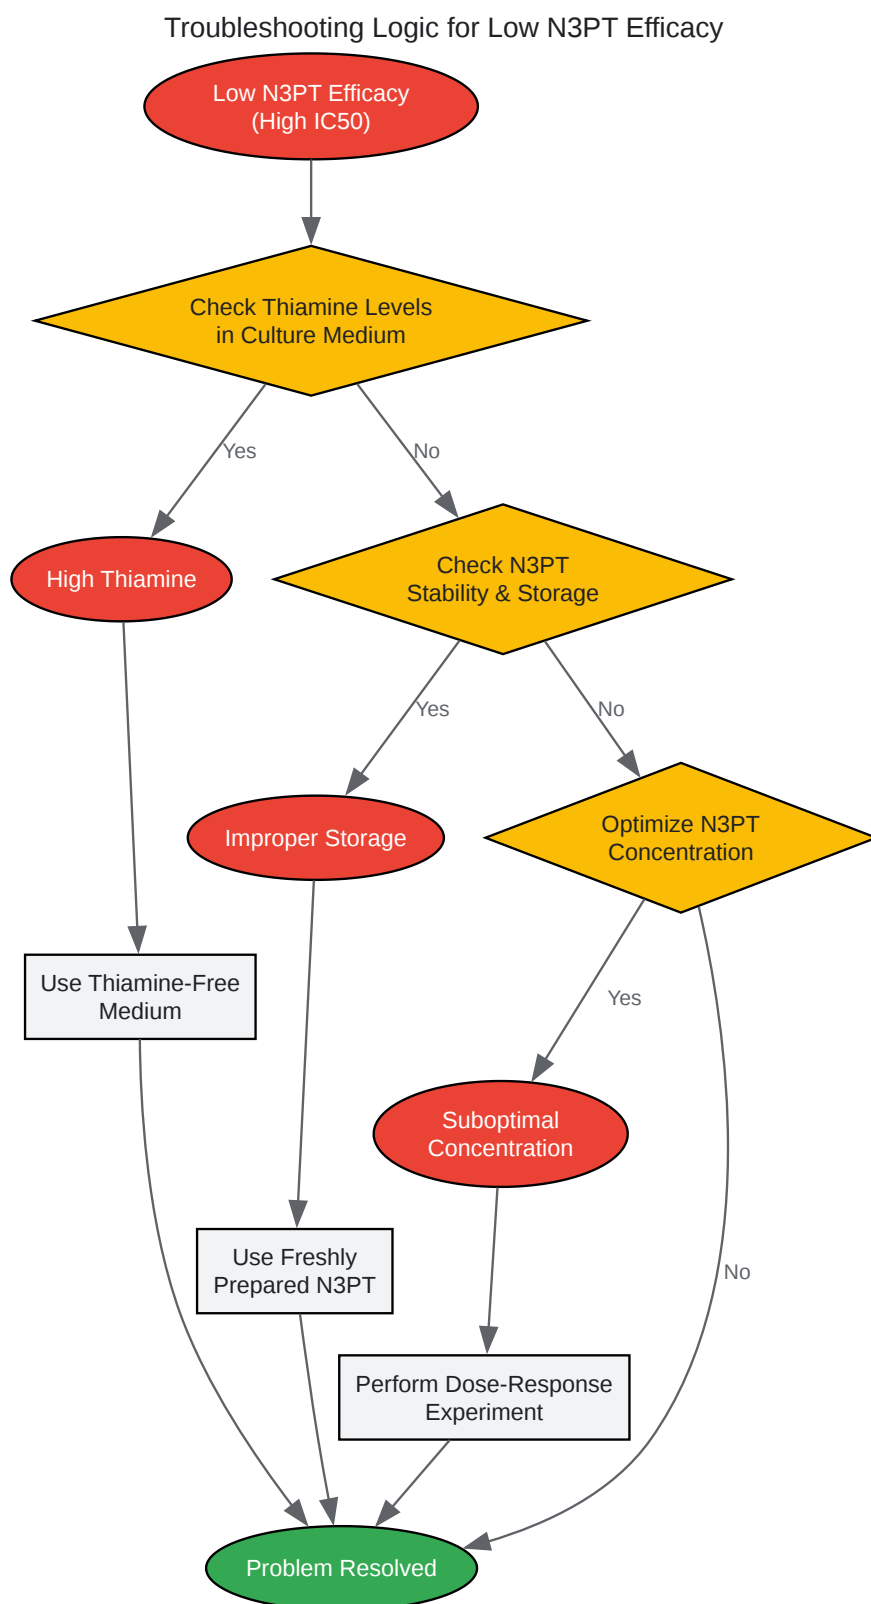 Troubleshooting Logic for Low N3PT Efficacy
Low N3PT Efficacy
(High IC50)
Check Thiamine Levels
in Culture Medium
Yes
No
High Thiamine
Check N3PT
Stability & Storage
Yes
No
Improper Storage
Optimize N3PT
Concentration
Use Thiamine-Free
Medium
Yes
Suboptimal
Concentration
Use Freshly
Prepared N3PT
No
Perform Dose-Response
Experiment
Problem Resolved